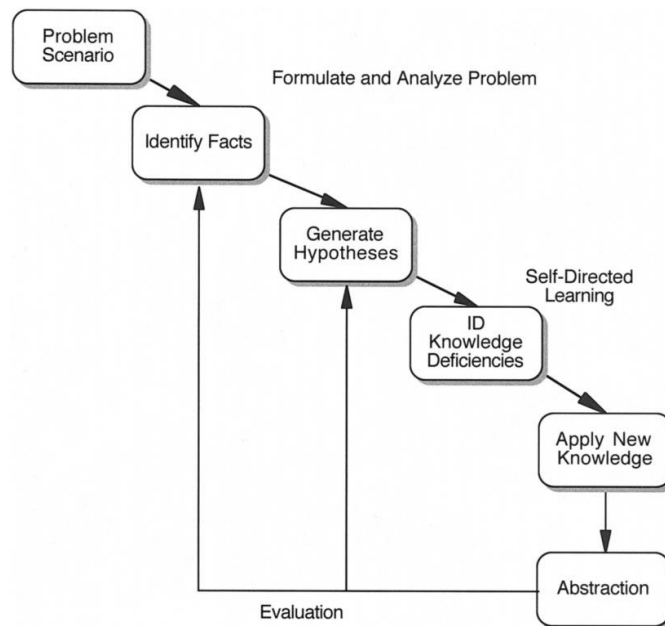 Problem
Scenario
Formulate and Analyze Problem
Identify Facts
Generate
Hypotheses
Self-Directed
Learning
ID
Knowledge
Deficiencies
Apply New
Knowledge
Abstraction
Evaluation